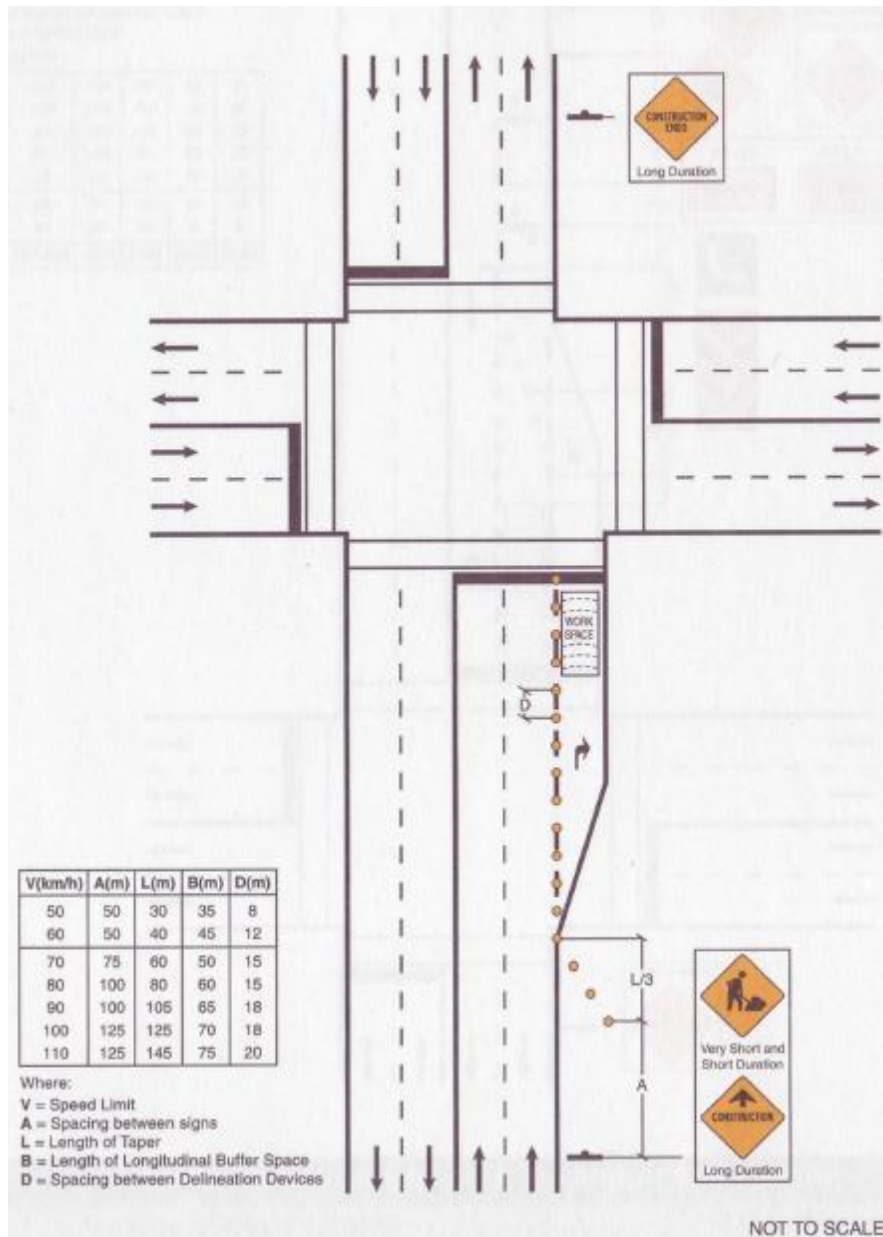 CONSTRUCTION
ENDS
Long Duration
WORK
SPACE
D
V(km/h) A(m) L(m) B(m) D(m)
50 50 30 35 8
60 50 40 45 12
70 75 60 50 15
80 100 80 60 15
90 100 105 65 18
100 125 125 70 18
110 125 145 75 20
L/3
A
Very Short and
Short Duration
CONSTRUCTION
Long Duration
Where:
V = Speed Limit
A = Spacing between signs
L = Length of Taper
B = Length of Longitudinal Buffer Space
D = Spacing between Delineation Devices
NOT TO SCALE